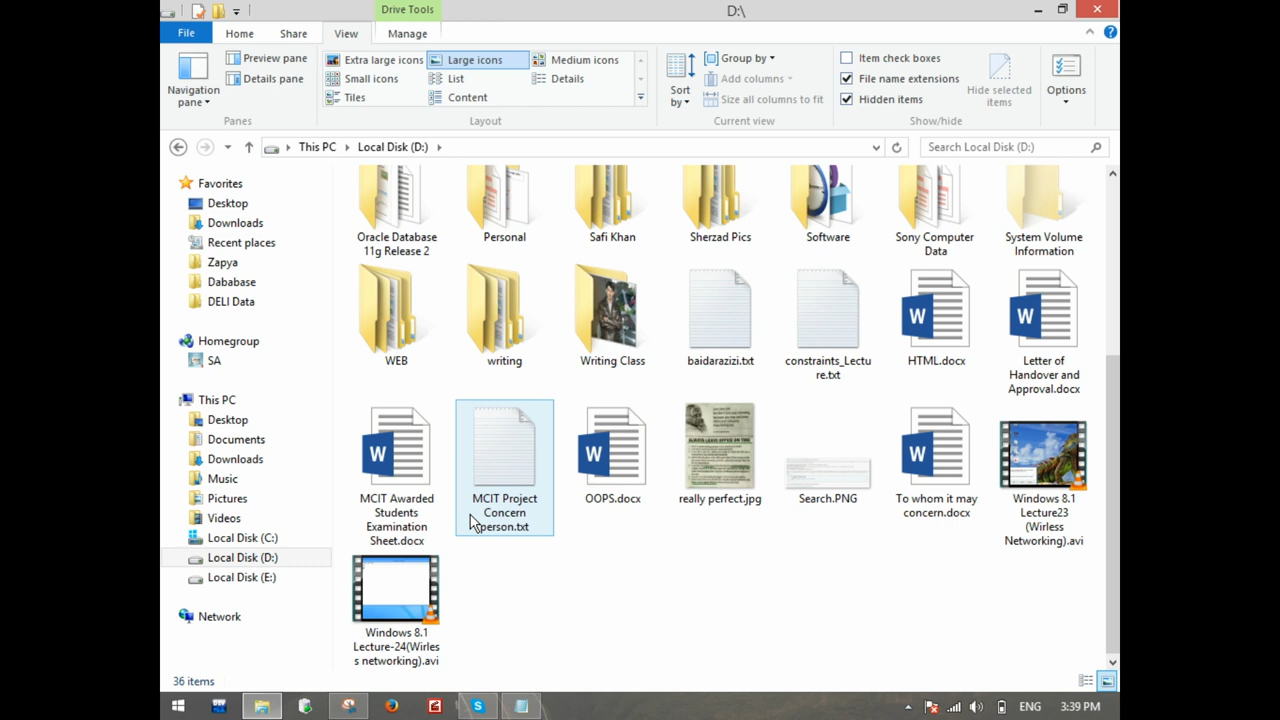 Drive Tools
D:\
File
Home
Share
View
Manage
Navigation
pane
Preview pane
Details pane
Panes
Extra large icons
Large icons
Medium icons
Small icons
List
Details
Tiles
Content
Layout
Sort
by
Group by
Add columns
Size all columns to fit
Current view
Item check boxes
File name extensions
Hidden items
Hide selected
items
Show/hide
Options
This PC
Local Disk (D:)
Search Local Disk (D:)
Favorites
Desktop
Downloads
Recent places
Zapya
Dababase
DELI Data
Homegroup
SA
This PC
Desktop
Documents
Downloads
Music
Pictures
Videos
Local Disk (C:)
Local Disk (D:)
Local Disk (E:)
Network
Oracle Database
11g Release 2
Personal
Safi Khan
Sherzad Pics
Software
Sony Computer
Data
System Volume
Information
WEB
writing
Writing Class
baidarazizi.txt
constraints_Lectu
re.txt
HTML.docx
Letter of
Handover and
Approval.docx
MCIT Awarded
Students
Examination
Sheet.docx
MCIT Project
Concern
person.txt
OOPS.docx
really perfect.jpg
Search.PNG
To whom it may
concern.docx
Windows 8.1
Lecture23
(Wirless
Networking).avi
Windows 8.1
Lecture-24(Wirles
s networking).avi
36 items
ENG
3:39 PM